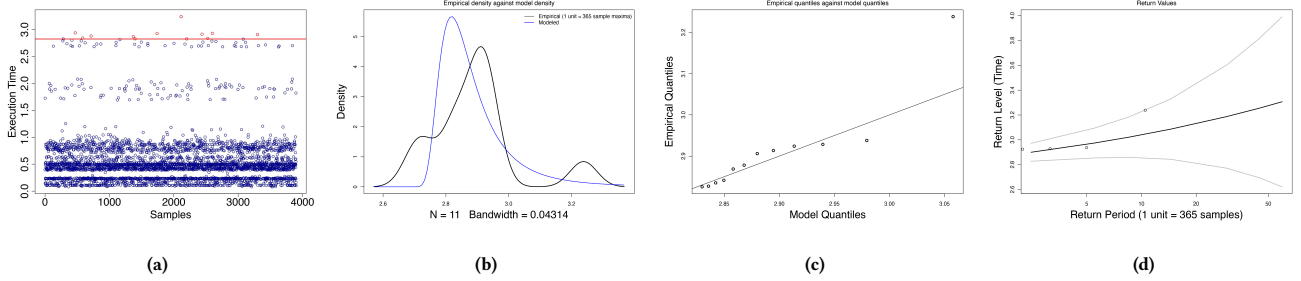 Execution Time
0.0 0.5 1.0 1.5 2.0 2.5 3.0
0 1000 2000 3000 4000
Samples
(a)
Empirical density against model density
Empirical (1 unit = 365 sample maxima)
Modeled
Density
0 1 2 3 4 5
2.6 2.8 3.0 3.2
N = 11 Bandwidth = 0.04314
(b)
Empirical quantiles against model quantiles
Empirical Quantiles
2.9 3.0 3.1 3.2
2.85 2.90 2.95 3.00 3.05
Model Quantiles
(c)
Return Values
Return Level (Time)
2.6 2.8 3.0 3.2 3.4 3.6 3.8 4.0
5 10 20 50
Return Period (1 unit = 365 samples)
(d)